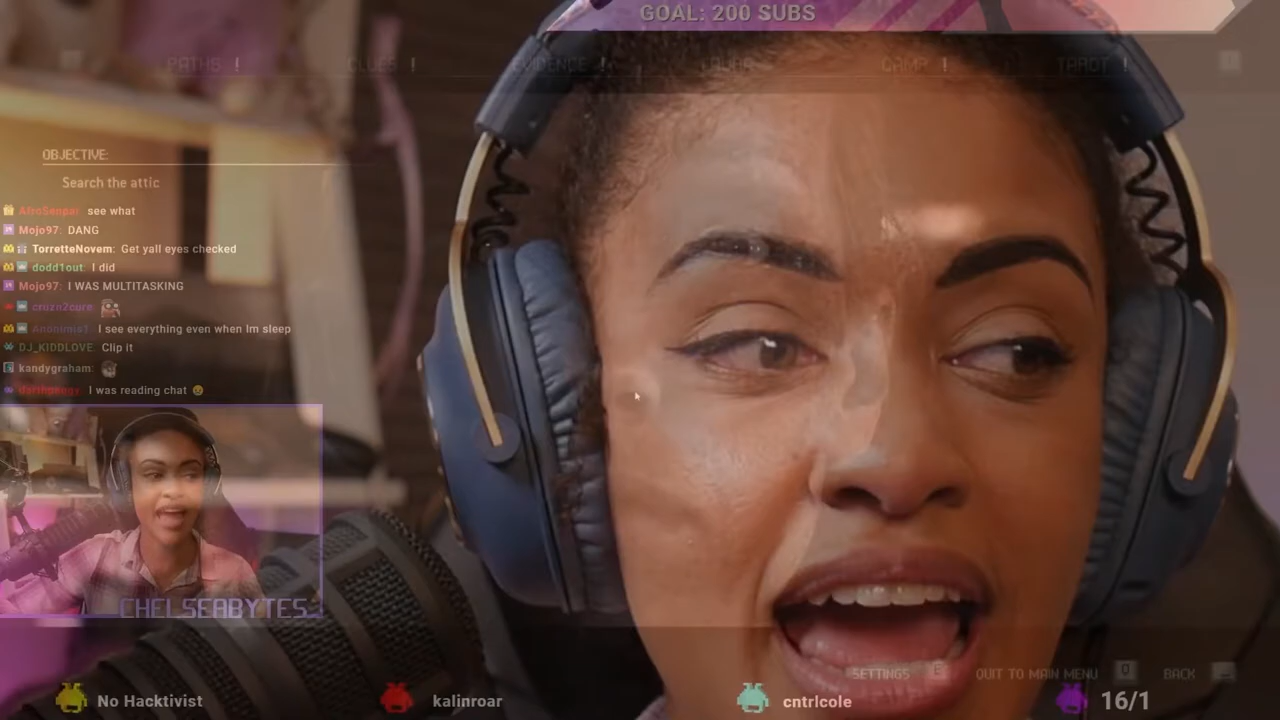 GOAL: 200 SUBS
PATHS ! CLUES ! EVIDENCE ! CAMP ! TAROT !
OBJECTIVE:
Search the attic
AfroSenpai see what
Mojo97: DANG
TorretteNovem: Get yall eyes checked
dodd1out: I did
Mojo97: I WAS MULTITASKING
cruzn2cure:
Anonimis1: I see everything even when Im sleep
DJ_KIDDLOVE: Clip it
kandygraham:
I was reading chat
CHELSEABYTES
SETTINGS E QUIT TO MAIN MENU Q BACK
No Hacktivist kalinroar cntrlcole 16/1